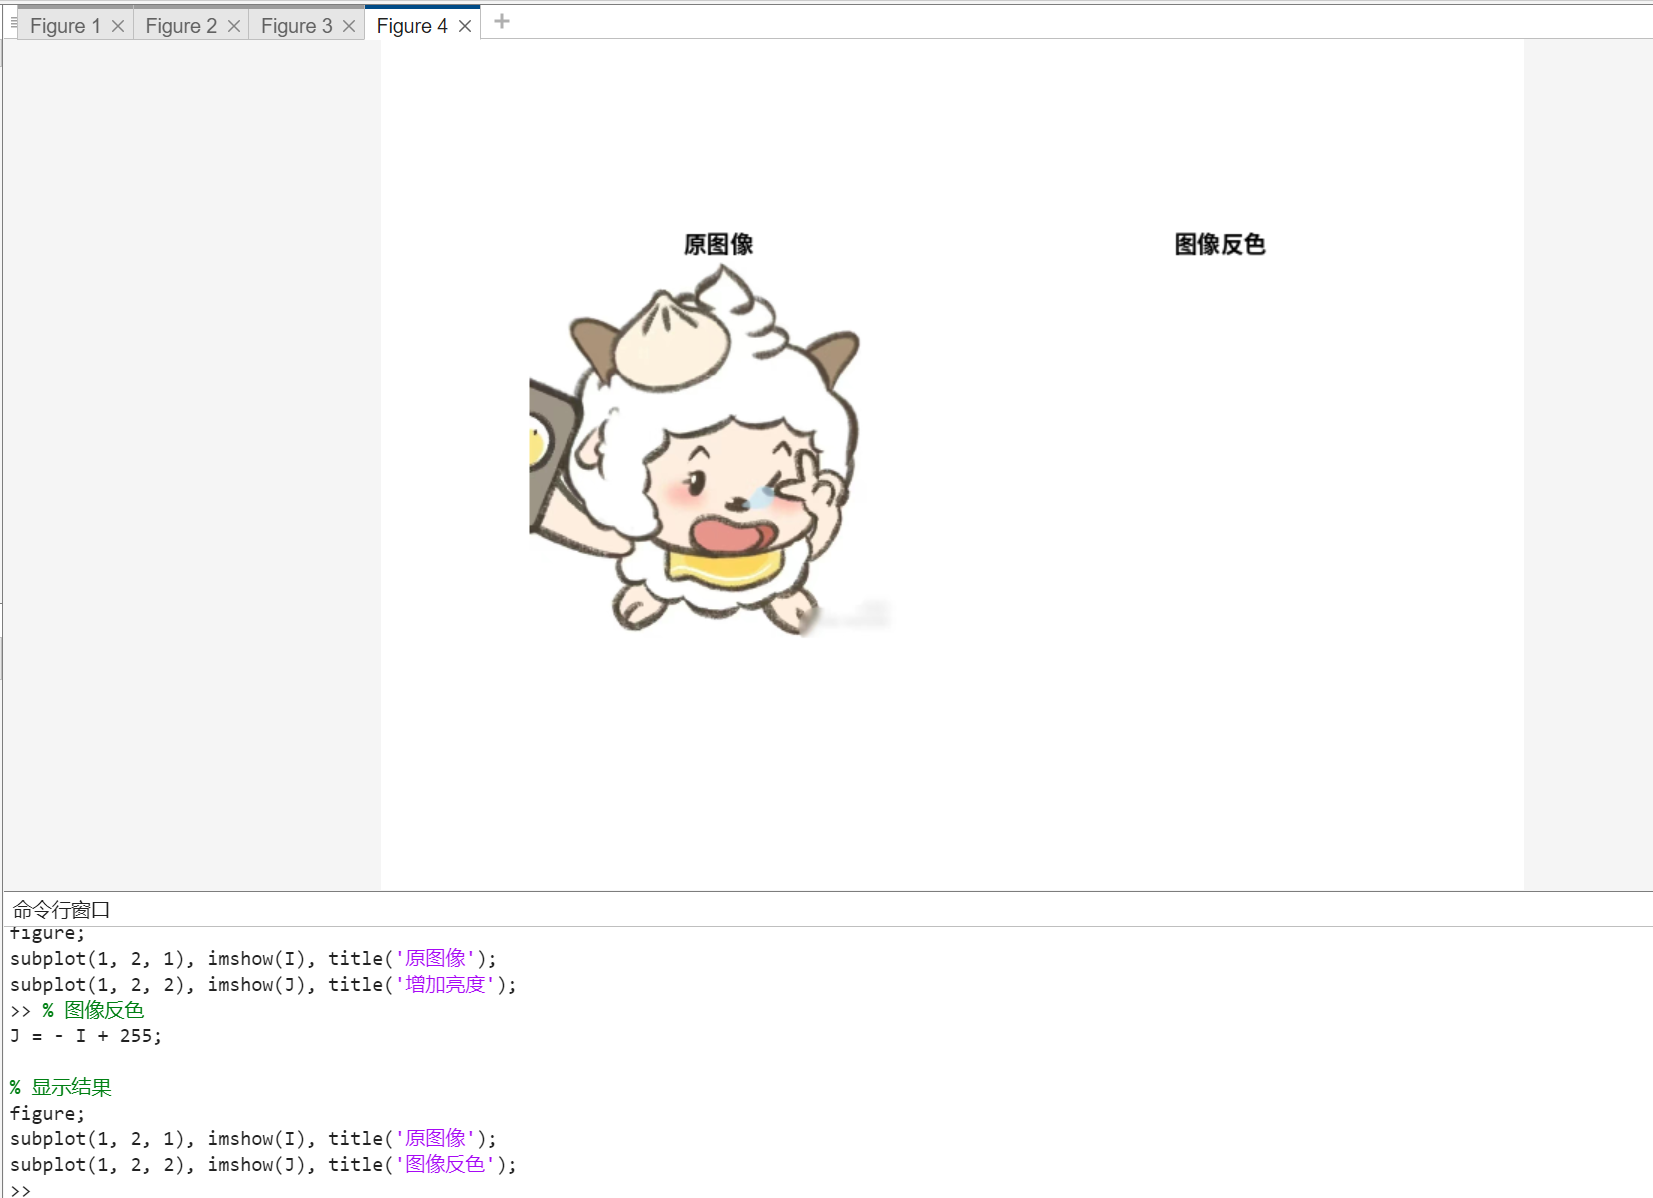 Figure 1 × Figure 2 × Figure 3 × Figure 4 × +
原图像 图像反色
命令行窗口
figure;
subplot(1, 2, 1), imshow(I), title('原图像');
subplot(1, 2, 2), imshow(J), title('增加亮度');
>> % 图像反色
J = - I + 255;
% 显示结果
figure;
subplot(1, 2, 1), imshow(I), title('原图像');
subplot(1, 2, 2), imshow(J), title('图像反色');
>>